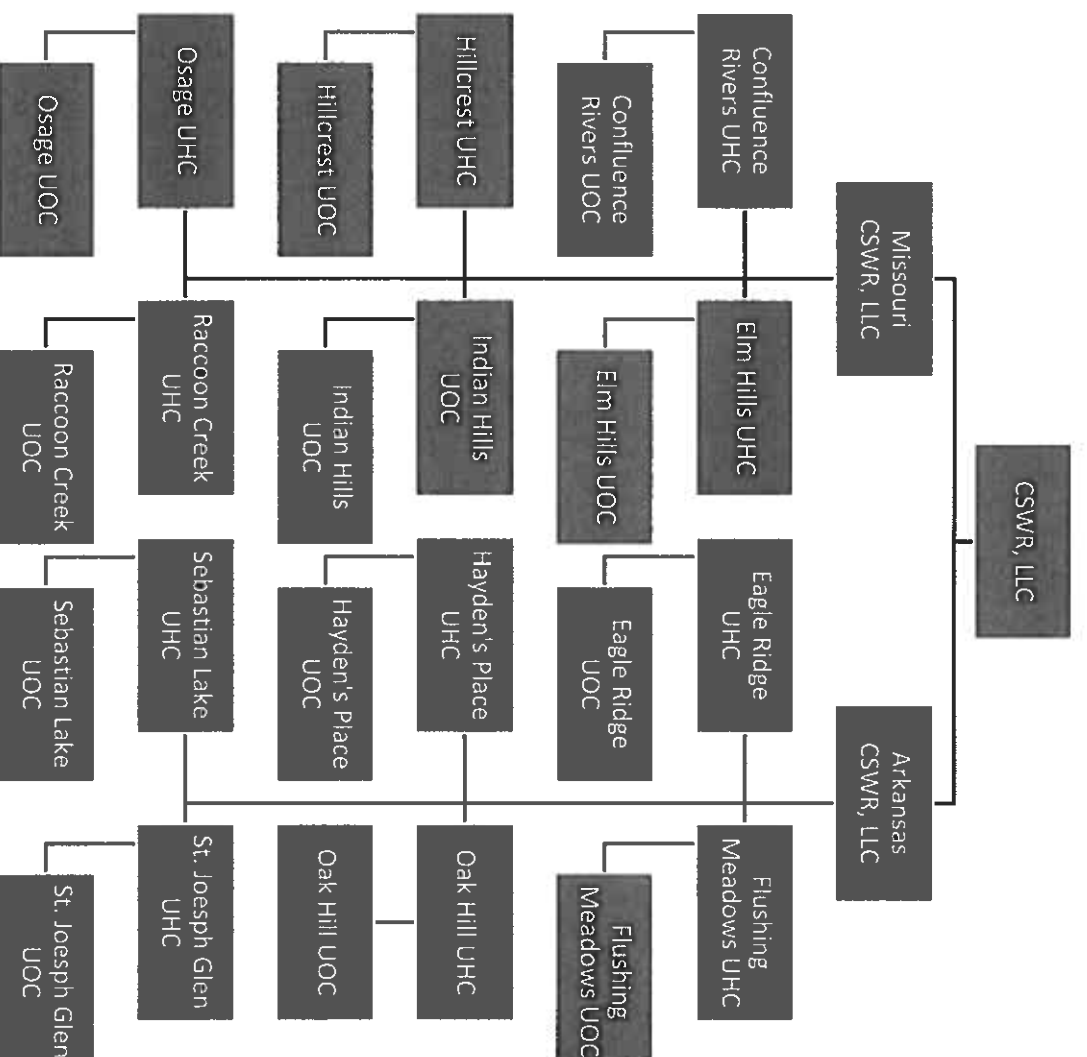 CSWR, LLC
Missouri
CSWR, LLC
Arkansas
CSWR, LLC
Confluence
Rivers UHC
Confluence
Rivers UOC
Elm Hills UHC
Elm Hills UOC
Eagle Ridge
UHC
Eagle Ridge
UOC
Flushing
Meadows UHC
Flushing
Meadows UOC
Hillcrest UHC
Hillcrest UOC
Indian Hills
UOC
Indian Hills
UOC
Hayden's Place
UHC
Hayden's Place
UOC
Oak Hill UHC
Oak Hill UOC
Osage UHC
Osage UOC
Raccoon Creek
UHC
Raccoon Creek
UOC
Sebastian Lake
UHC
Sebastian Lake
UOC
St. Joesph Glen
UHC
St. Joesph Glen
UOC